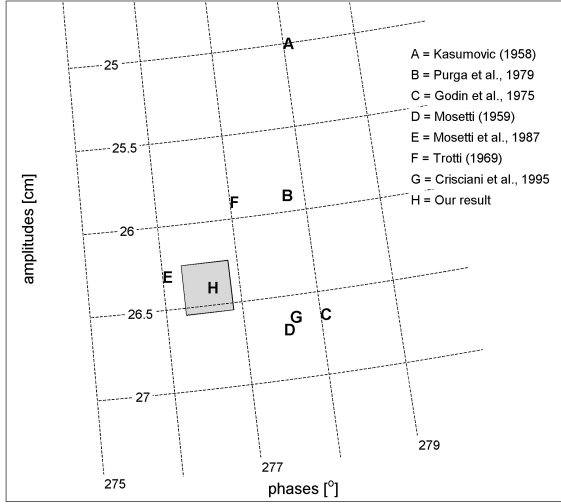 A
25
A = Kasumovic (1958)
B = Purga et al., 1979
C = Godin et al., 1975
D = Mosetti (1959)
E = Mosetti et al., 1987
F = Trotti (1969)
G = Crisciani et al., 1995
H = Our result
25.5
B
F
26
amplitudes [cm]
E
H
26.5
G
C
D
27
279
277
275
phases [°]